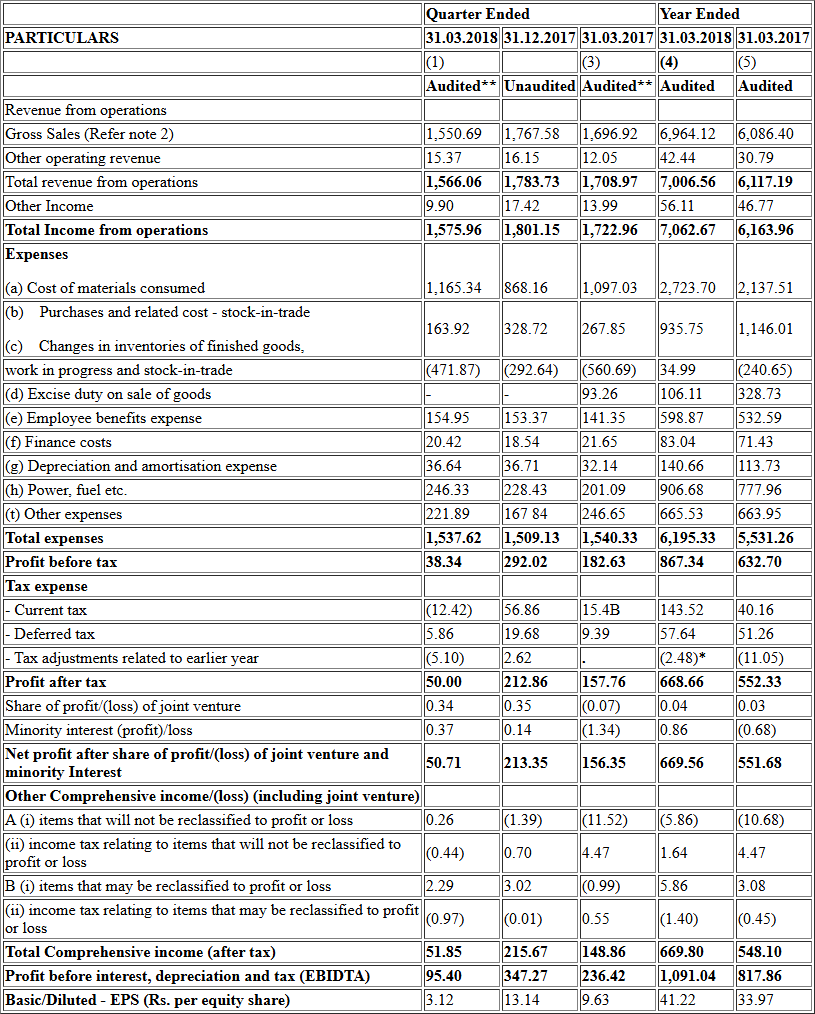 Quarter Ended Year Ended
PARTICULARS 31.03.2018 31.12.2017 31.03.2017 31.03.2018 31.03.2017
(1) (3) (4) (5)
Audited** Unaudited Audited** Audited Audited
Revenue from operations
Gross Sales (Refer note 2) 1,550.69 1,767.58 1,696.92 6,964.12 6,086.40
Other operating revenue 15.37 16.15 12.05 42.44 30.79
Total revenue from operations 1,566.06 1,783.73 1,708.97 7,006.56 6,117.19
Other Income 9.90 17.42 13.99 56.11 46.77
Total Income from operations 1,575.96 1,801.15 1,722.96 7,062.67 6,163.96
Expenses
(a) Cost of materials consumed 1,165.34 868.16 1,097.03 2,723.70 2,137.51
(b) Purchases and related cost - stock-in-trade 163.92 328.72 267.85 935.75 1,146.01
(c) Changes in inventories of finished goods,
work in progress and stock-in-trade (471.87) (292.64) (560.69) 34.99 (240.65)
(d) Excise duty on sale of goods - - 93.26 106.11 328.73
(e) Employee benefits expense 154.95 153.37 141.35 598.87 532.59
(f) Finance costs 20.42 18.54 21.65 83.04 71.43
(g) Depreciation and amortisation expense 36.64 36.71 32.14 140.66 113.73
(h) Power, fuel etc. 246.33 228.43 201.09 906.68 777.96
(t) Other expenses 221.89 167 84 246.65 665.53 663.95
Total expenses 1,537.62 1,509.13 1,540.33 6,195.33 5,531.26
Profit before tax 38.34 292.02 182.63 867.34 632.70
Tax expense
- Current tax (12.42) 56.86 15.4B 143.52 40.16
- Deferred tax 5.86 19.68 9.39 57.64 51.26
- Tax adjustments related to earlier year (5.10) 2.62 . (2.48)* (11.05)
Profit after tax 50.00 212.86 157.76 668.66 552.33
Share of profit/(loss) of joint venture 0.34 0.35 (0.07) 0.04 0.03
Minority interest (profit)/loss 0.37 0.14 (1.34) 0.86 (0.68)
Net profit after share of profit/(loss) of joint venture and
minority Interest 50.71 213.35 156.35 669.56 551.68
Other Comprehensive income/(loss) (including joint venture)
A (i) items that will not be reclassified to profit or loss 0.26 (1.39) (11.52) (5.86) (10.68)
(ii) income tax relating to items that will not be reclassified to
profit or loss (0.44) 0.70 4.47 1.64 4.47
B (i) items that may be reclassified to profit or loss 2.29 3.02 (0.99) 5.86 3.08
(ii) income tax relating to items that may be reclassified to profit
or loss (0.97) (0.01) 0.55 (1.40) (0.45)
Total Comprehensive income (after tax) 51.85 215.67 148.86 669.80 548.10
Profit before interest, depreciation and tax (EBIDTA) 95.40 347.27 236.42 1,091.04 817.86
Basic/Diluted - EPS (Rs. per equity share) 3.12 13.14 9.63 41.22 33.97